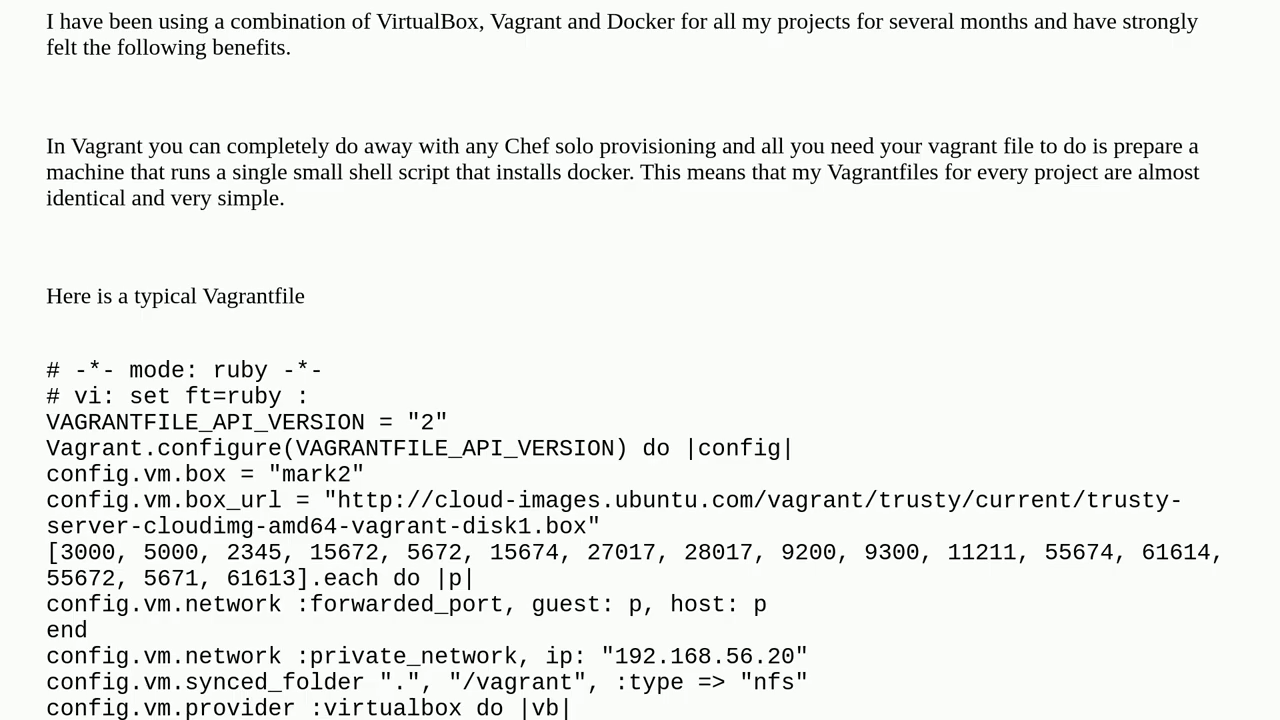 I have been using a combination of VirtualBox, Vagrant and Docker for all my projects for several months and have strongly
felt the following benefits.
In Vagrant you can completely do away with any Chef solo provisioning and all you need your vagrant file to do is prepare a
machine that runs a single small shell script that installs docker. This means that my Vagrantfiles for every project are almost
identical and very simple.
Here is a typical Vagrantfile
# -*- mode: ruby -*-
# vi: set ft=ruby :
VAGRANTFILE_API_VERSION = "2"
Vagrant.configure(VAGRANTFILE_API_VERSION) do |config|
config.vm.box = "mark2"
config.vm.box_url = "http://cloud-images.ubuntu.com/vagrant/trusty/current/trusty-
server-cloudimg-amd64-vagrant-disk1.box"
[3000, 5000, 2345, 15672, 5672, 15674, 27017, 28017, 9200, 9300, 11211, 55674, 61614,
55672, 5671, 61613].each do |p|
config.vm.network :forwarded_port, guest: p, host: p
end
config.vm.network :private_network, ip: "192.168.56.20"
config.vm.synced_folder ".", "/vagrant", :type => "nfs"
config.vm.provider :virtualbox do |vb|